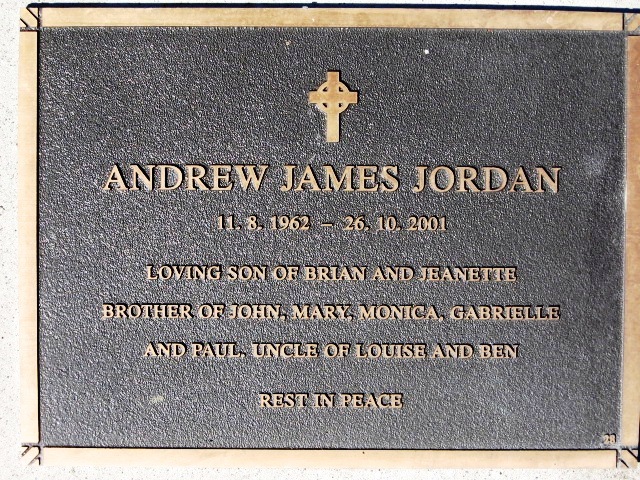 ANDREW JAMES JORDAN
11. 8. 1962 – 26. 10. 2001
LOVING SON OF BRIAN AND JEANETTE
BROTHER OF JOHN, MARY, MONICA, GABRIELLE
AND PAUL, UNCLE OF LOUISE AND BEN
REST IN PEACE